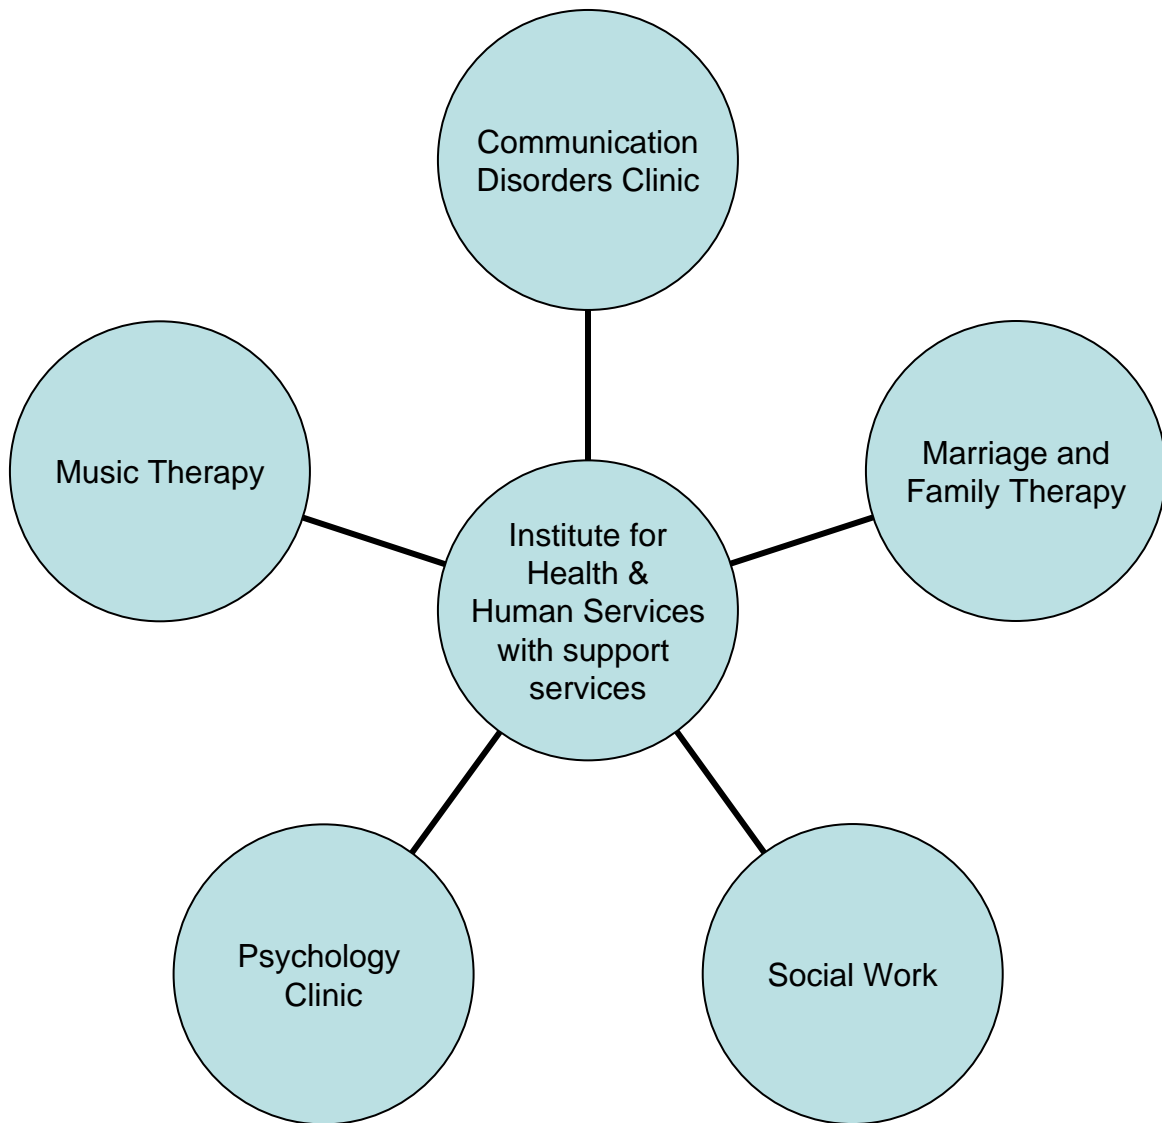 Communication
Disorders Clinic
Music Therapy
Marriage and
Family Therapy
Institute for
Health &
Human Services
with support
services
Psychology
Clinic
Social Work